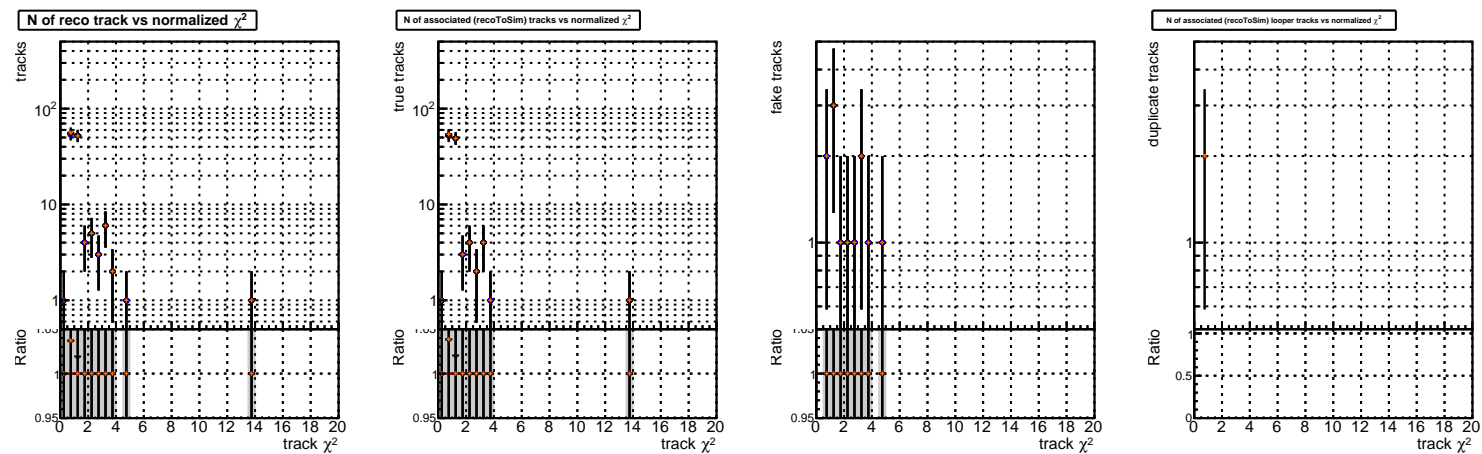 N of reco track vs normalized χ²
tracks
10²
10
1
Ratio
1.05
1
0.95
0 2 4 6 8 10 12 14 16 18 20
track χ²
N of associated (recoToSim) tracks vs normalized χ²
true tracks
10²
10
1
Ratio
1.05
1
0.95
0 2 4 6 8 10 12 14 16 18 20
track χ²
fake tracks
1
Ratio
1.05
1
0.95
0 2 4 6 8 10 12 14 16 18 20
track χ²
N of associated (recoToSim) looper tracks vs normalized χ²
duplicate tracks
1
Ratio
1
0.5
0
0 2 4 6 8 10 12 14 16 18 20
track χ²